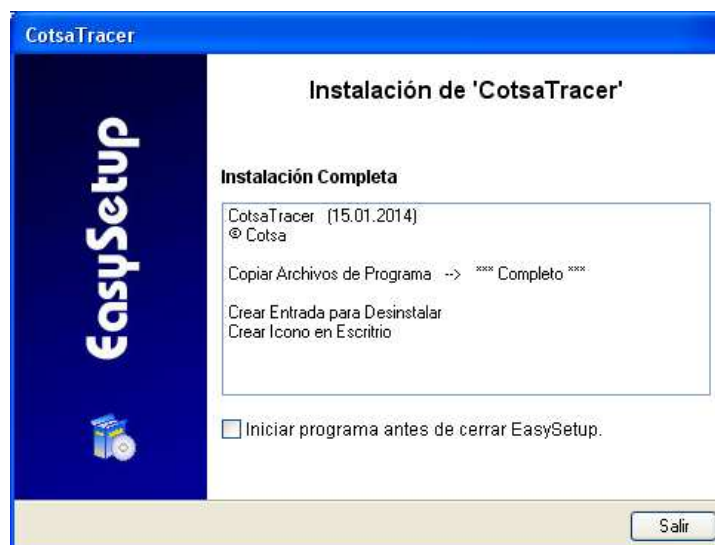 CotsaTracer
Instalación de 'CotsaTracer'
EasySetup
Instalación Completa
CotsaTracer (15.01.2014)
© Cotsa
Copiar Archivos de Programa --> *** Completo ***
Crear Entrada para Desinstalar
Crear Icono en Escritrio
Iniciar programa antes de cerrar EasySetup.
Salir